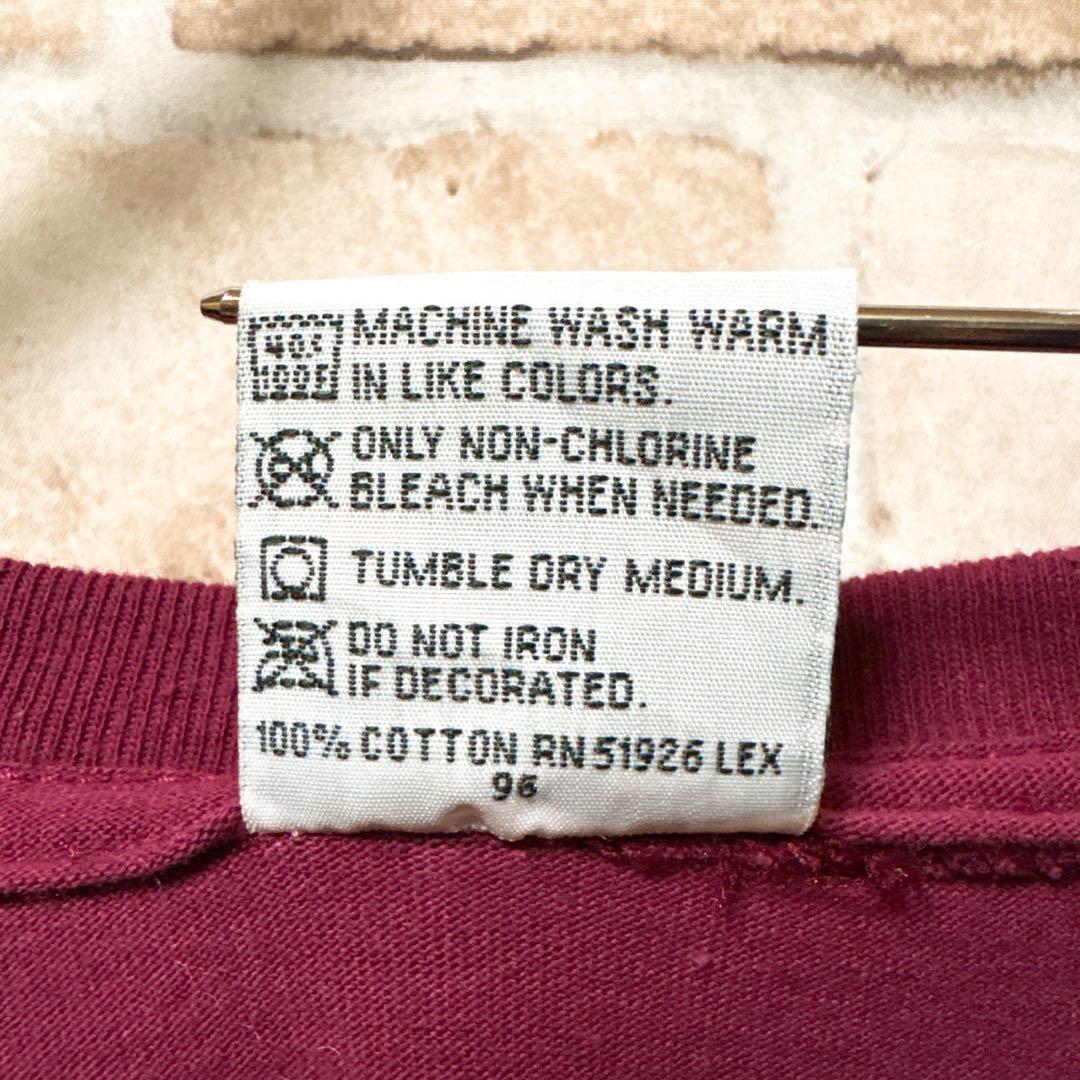 MACHINE WASH WARM
IN LIKE COLORS.
ONLY NON-CHLORINE
BLEACH WHEN NEEDED.
TUMBLE DRY MEDIUM.
DO NOT IRON
IF DECORATED.
100% COTTON RN51926 LEX
96